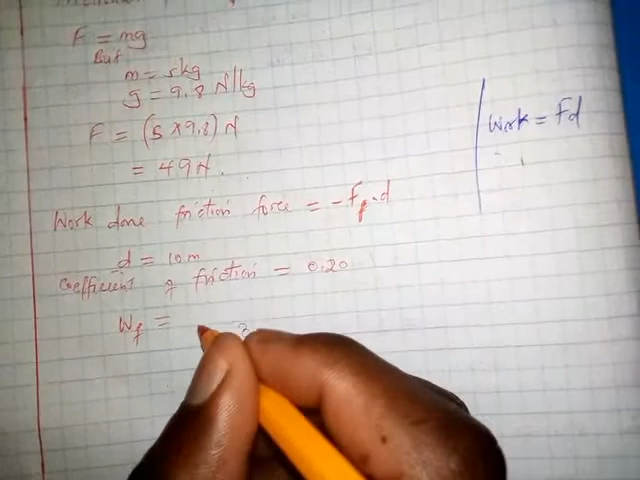 F = mg
But
m = 5kg
g = 9.8 N/kg
F = (5 x 9.8) N
= 49N.
Work = Fd
Work done friction force = -Ff.d
d = 10m
Coefficient of friction = 0.20
Wf =